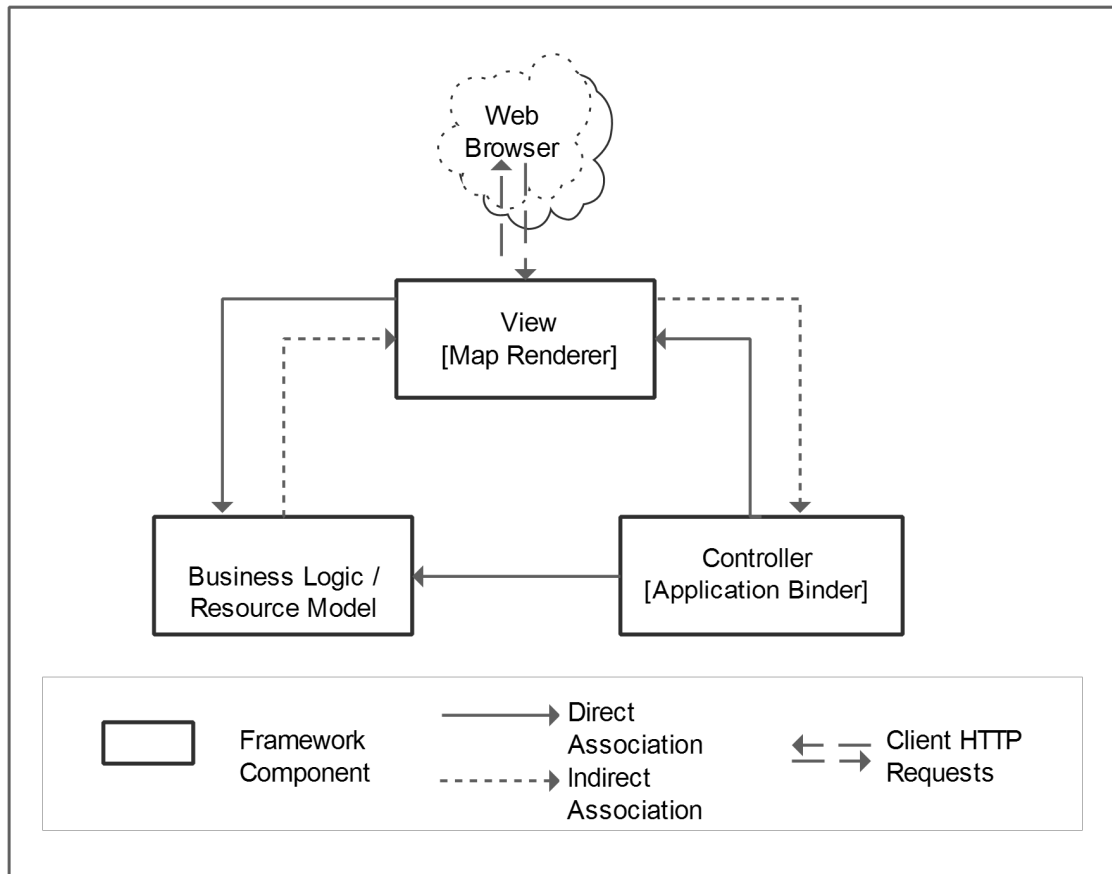 Web
Browser
View
[Map Renderer]
Business Logic /
Resource Model
Controller
[Application Binder]
Framework
Component
Direct
Association
Indirect
Association
Client HTTP
Requests